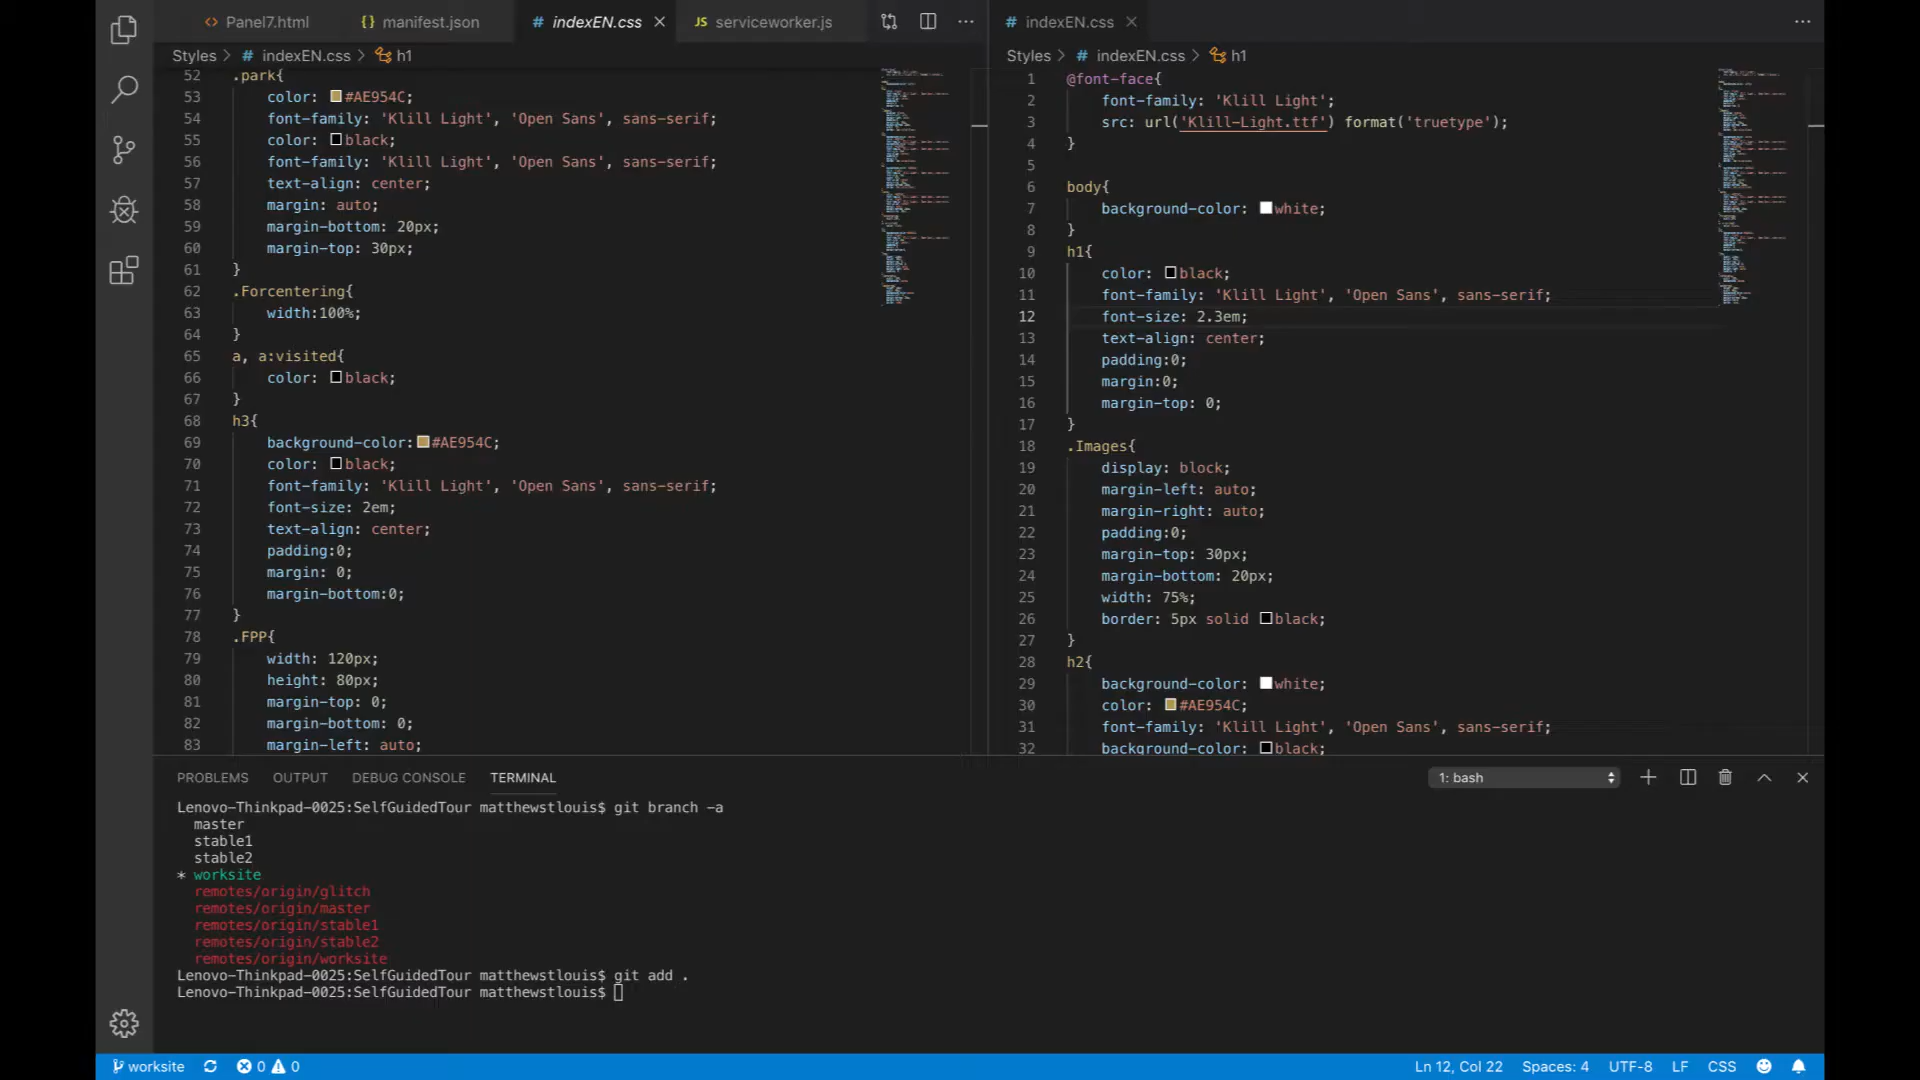 Panel7.html
manifest.json
indexEN.css
serviceworker.js
Styles > # indexEN.css > h1
52 .park{
53 color: #AE954C;
54 font-family: 'Klill Light', 'Open Sans', sans-serif;
55 color: black;
56 font-family: 'Klill Light', 'Open Sans', sans-serif;
57 text-align: center;
58 margin: auto;
59 margin-bottom: 20px;
60 margin-top: 30px;
61 }
62 .Forcentering{
63 width:100%;
64 }
65 a, a:visited{
66 color: black;
67 }
68 h3{
69 background-color:#AE954C;
70 color: black;
71 font-family: 'Klill Light', 'Open Sans', sans-serif;
72 font-size: 2em;
73 text-align: center;
74 padding:0;
75 margin: 0;
76 margin-bottom:0;
77 }
78 .FPP{
79 width: 120px;
80 height: 80px;
81 margin-top: 0;
82 margin-bottom: 0;
83 margin-left: auto;
# indexEN.css
Styles > # indexEN.css > h1
1 @font-face{
2 font-family: 'Klill Light';
3 src: url('Klill-Light.ttf') format('truetype');
4 }
5
6 body{
7 background-color: white;
8 }
9 h1{
10 color: black;
11 font-family: 'Klill Light', 'Open Sans', sans-serif;
12 font-size: 2.3em;
13 text-align: center;
14 padding:0;
15 margin:0;
16 margin-top: 0;
17 }
18 .Images{
19 display: block;
20 margin-left: auto;
21 margin-right: auto;
22 padding:0;
23 margin-top: 30px;
24 margin-bottom: 20px;
25 width: 75%;
26 border: 5px solid black;
27 }
28 h2{
29 background-color: white;
30 color: #AE954C;
31 font-family: 'Klill Light', 'Open Sans', sans-serif;
32 background-color: black;
PROBLEMS OUTPUT DEBUG CONSOLE TERMINAL
1: bash
Lenovo-Thinkpad-0025:SelfGuidedTour matthewstlouis$ git branch -a
master
stable1
stable2
* worksite
remotes/origin/glitch
remotes/origin/master
remotes/origin/stable1
remotes/origin/stable2
remotes/origin/worksite
Lenovo-Thinkpad-0025:SelfGuidedTour matthewstlouis$ git add .
Lenovo-Thinkpad-0025:SelfGuidedTour matthewstlouis$
worksite 0 0
Ln 12, Col 22 Spaces: 4 UTF-8 LF CSS